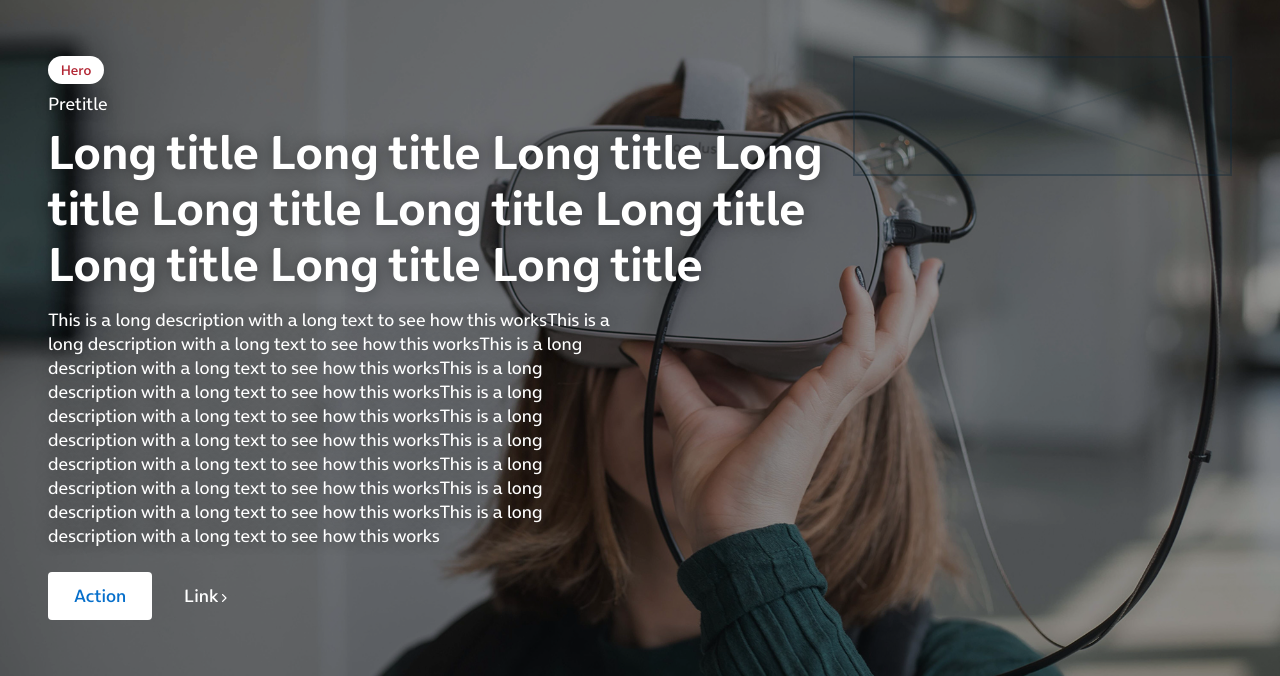 Hero
Pretitle
Long title Long title Long title Long
title Long title Long title Long title
Long title Long title Long title
This is a long description with a long text to see how this worksThis is a
long description with a long text to see how this worksThis is a long
description with a long text to see how this worksThis is a long
description with a long text to see how this worksThis is a long
description with a long text to see how this worksThis is a long
description with a long text to see how this worksThis is a long
description with a long text to see how this worksThis is a long
description with a long text to see how this worksThis is a long
description with a long text to see how this worksThis is a long
description with a long text to see how this works
Action
Link ›